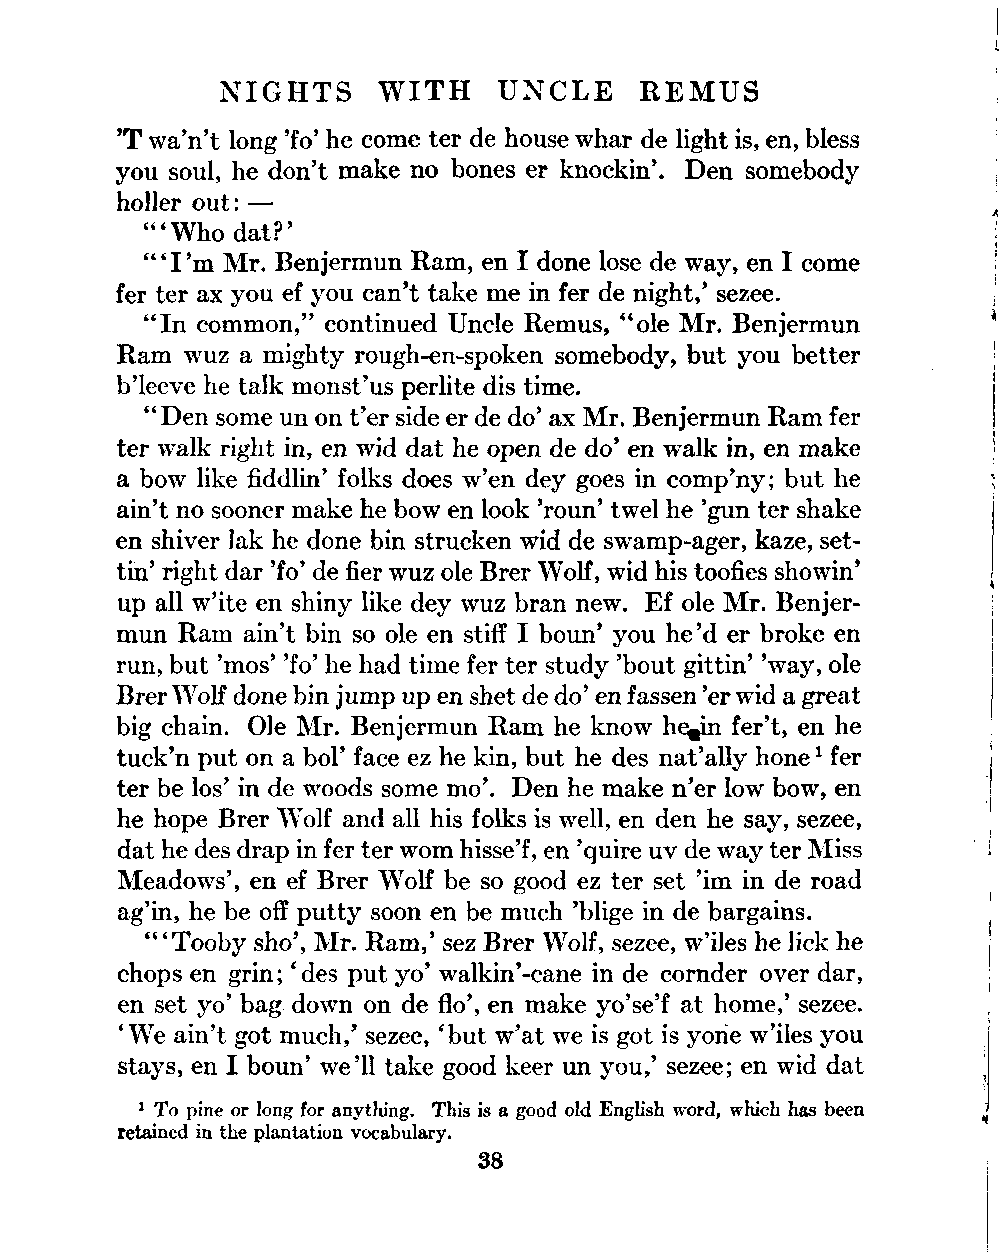 NIGHTS WITH UNCLE REMUS
'T wa'n't long 'fo' he come ter de house whar de light is, en, bless
you soul, he don't make no bones er knockin'. Den somebody
holler out: —
"'Who dat?'
"'I'm Mr. Benjermun Ram, en I done lose de way, en I come
fer ter ax you ef you can't take me in fer de night,' sezee.
"In common," continued Uncle Remus, "ole Mr. Benjermun
Ram wuz a mighty rough-en-spoken somebody, but you better
b'leeve he talk monst'us perlite dis time.
"Den some un on t'er side er de do' ax Mr. Benjermun Ram fer
ter walk right in, en wid dat he open de do' en walk in, en make
a bow like fiddlin' folks does w'en dey goes in comp'ny; but he
ain't no sooner make he bow en look 'roun' twel he 'gun ter shake
en shiver lak he done bin strucken wid de swamp-ager, kaze, set-
tin' right dar 'fo' de fier wuz ole Brer Wolf, wid his toofies showin'
up all w'ite en shiny like dey wuz bran new. Ef ole Mr. Benjer-
mun Ram ain't bin so ole en stiff I boun' you he'd er broke en
run, but 'mos' 'fo' he had time fer ter study 'bout gittin' 'way, ole
Brer Wolf done bin jump up en shet de do' en fassen 'er wid a great
big chain. Ole Mr. Benjermun Ram he know he in fer't, en he
tuck'n put on a bol' face ez he kin, but he des nat'ally hone¹ fer
ter be los' in de woods some mo'. Den he make n'er low bow, en
he hope Brer Wolf and all his folks is well, en den he say, sezee,
dat he des drap in fer ter wom hisse'f, en 'quire uv de way ter Miss
Meadows', en ef Brer Wolf be so good ez ter set 'im in de road
ag'in, he be off putty soon en be much 'blige in de bargains.
"'Tooby sho', Mr. Ram,' sez Brer Wolf, sezee, w'iles he lick he
chops en grin; 'des put yo' walkin'-cane in de cornder over dar,
en set yo' bag down on de flo', en make yo'se'f at home,' sezee.
'We ain't got much,' sezee, 'but w'at we is got is yone w'iles you
stays, en I boun' we'll take good keer un you,' sezee; en wid dat
¹ To pine or long for anything. This is a good old English word, which has been
retained in the plantation vocabulary.
38